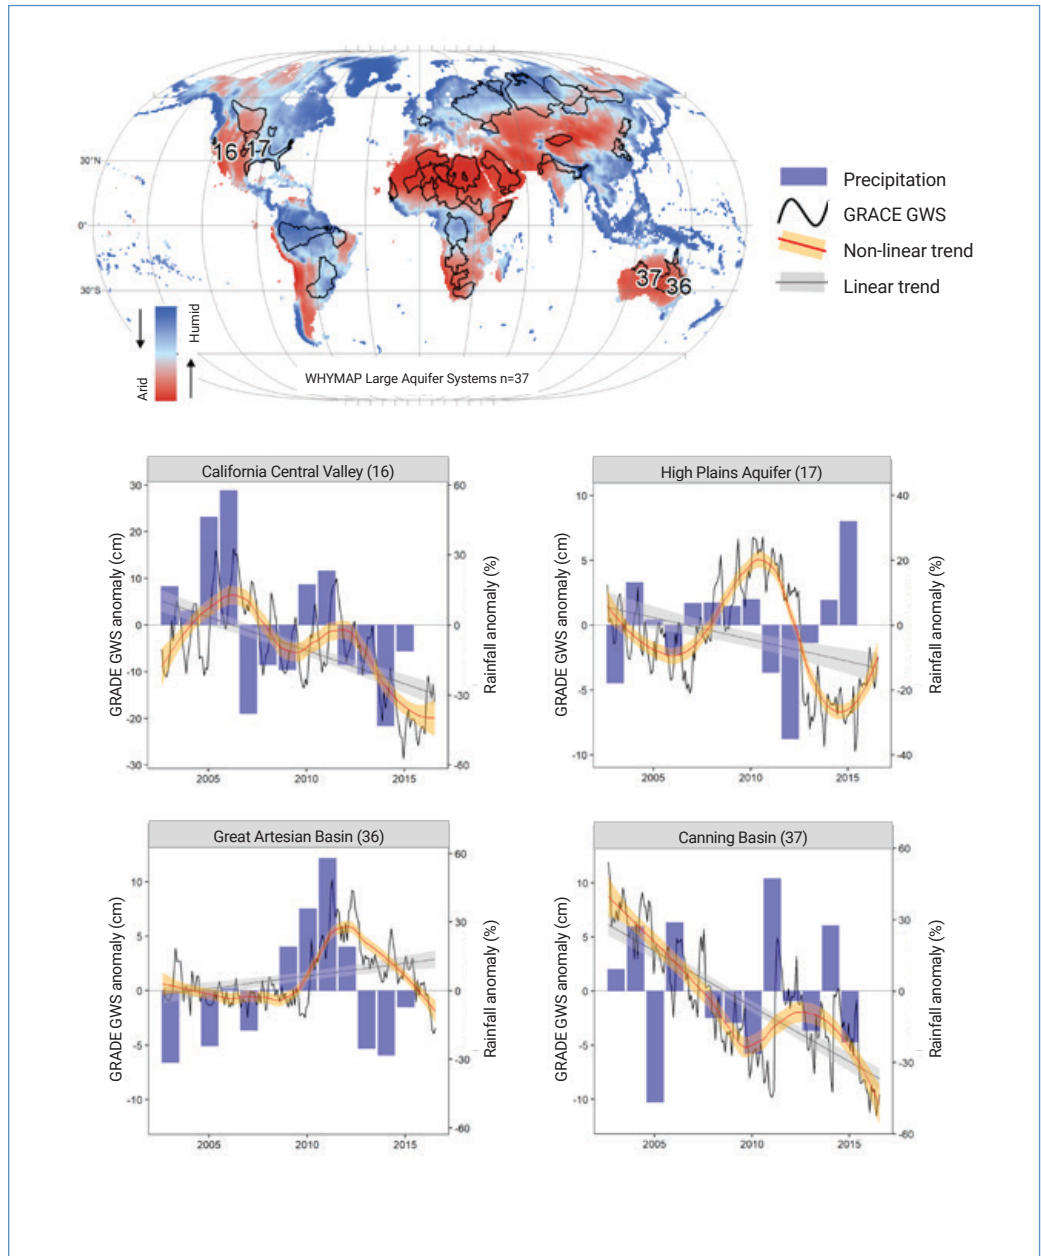 16 17
30°N
0°
30°S
37 36
Humid
Arid
WHYMAP Large Aquifer Systems n=37
Precipitation
GRACE GWS
Non-linear trend
Linear trend
California Central Valley (16)
GRADE GWS anomaly (cm)
30
20
10
0
-10
-20
-30
60
30
0
-30
-60
Rainfall anomaly (%)
2005 2010 2015
High Plains Aquifer (17)
GRADE GWS anomaly (cm)
10
5
0
-5
-10
40
20
0
-20
-40
Rainfall anomaly (%)
2005 2010 2015
Great Artesian Basin (36)
GRADE GWS anomaly (cm)
10
5
0
-5
-10
60
30
0
-30
-60
Rainfall anomaly (%)
2005 2010 2015
Canning Basin (37)
GRADE GWS anomaly (cm)
10
5
0
-5
-10
60
30
0
-30
-60
Rainfall anomaly (%)
2005 2010 2015